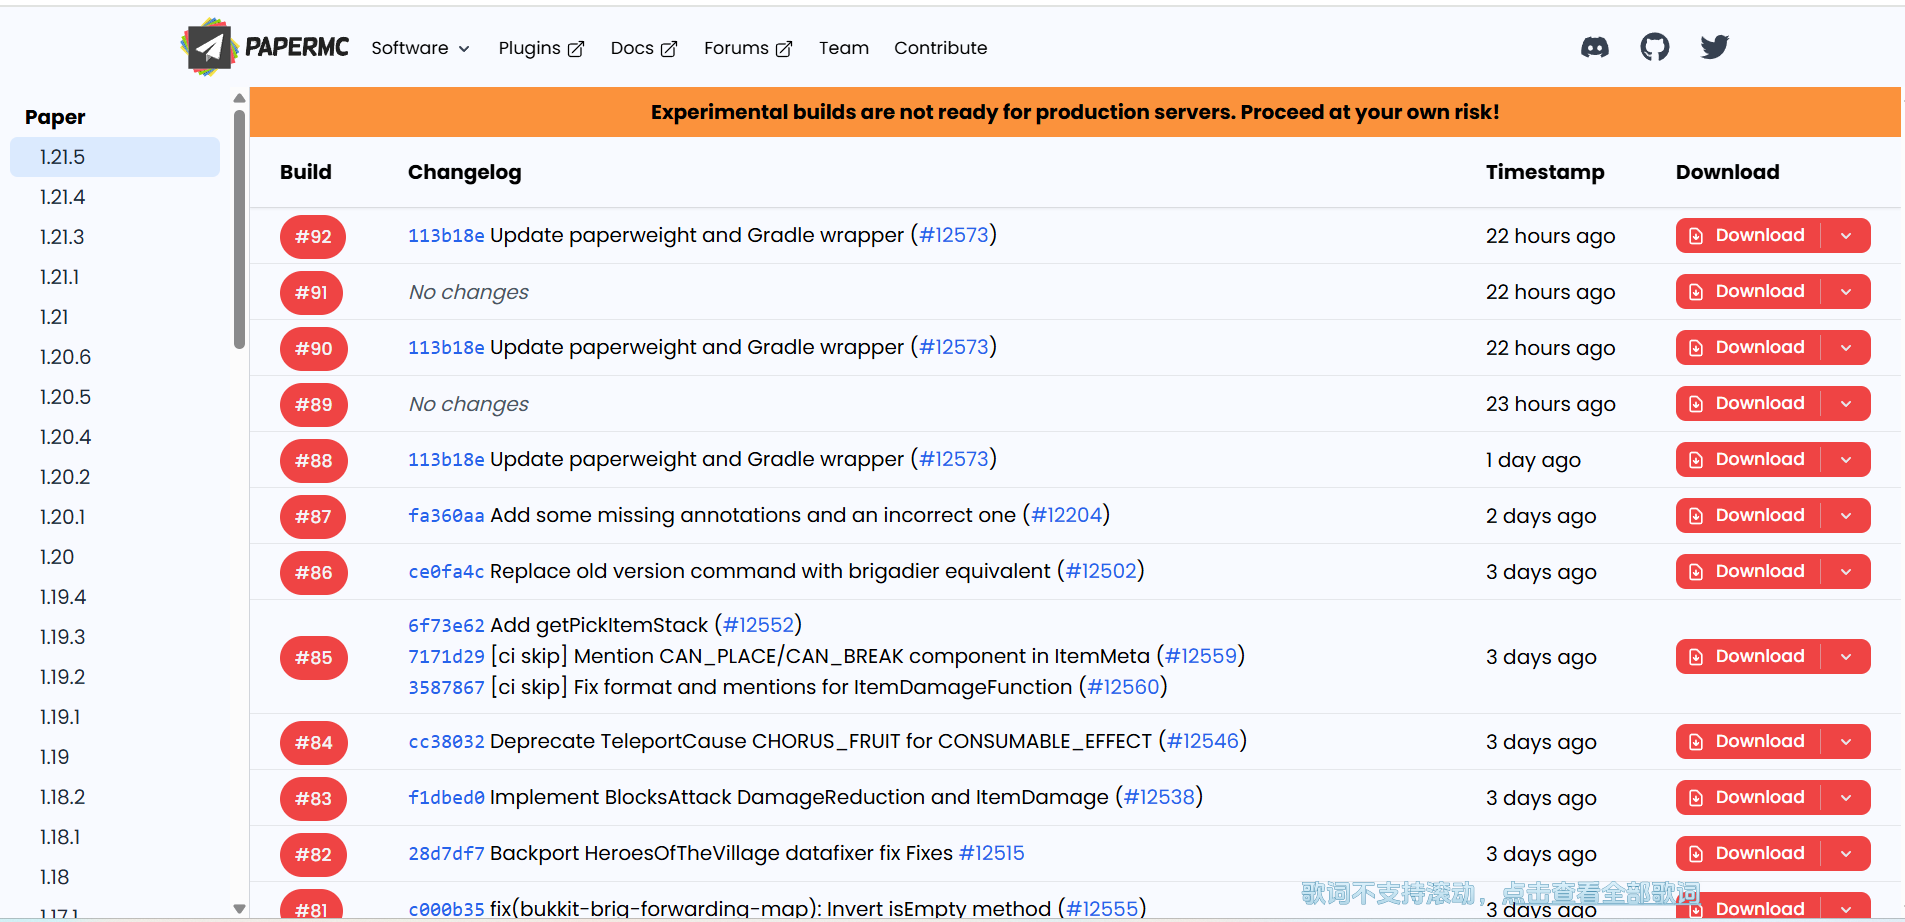 PAPERMC Software Plugins Docs Forums Team Contribute
Paper
1.21.5
1.21.4
1.21.3
1.21.1
1.21
1.20.6
1.20.5
1.20.4
1.20.2
1.20.1
1.20
1.19.4
1.19.3
1.19.2
1.19.1
1.19
1.18.2
1.18.1
1.18
1.17.1
Experimental builds are not ready for production servers. Proceed at your own risk!
Build Changelog Timestamp Download
#92 113b18e Update paperweight and Gradle wrapper (#12573) 22 hours ago Download
#91 No changes 22 hours ago Download
#90 113b18e Update paperweight and Gradle wrapper (#12573) 22 hours ago Download
#89 No changes 23 hours ago Download
#88 113b18e Update paperweight and Gradle wrapper (#12573) 1 day ago Download
#87 fa360aa Add some missing annotations and an incorrect one (#12204) 2 days ago Download
#86 ce0fa4c Replace old version command with brigadier equivalent (#12502) 3 days ago Download
6f73e62 Add getPickItemStack (#12552)
#85 7171d29 [ci skip] Mention CAN_PLACE/CAN_BREAK component in ItemMeta (#12559) 3 days ago Download
3587867 [ci skip] Fix format and mentions for ItemDamageFunction (#12560)
#84 cc38032 Deprecate TeleportCause CHORUS_FRUIT for CONSUMABLE_EFFECT (#12546) 3 days ago Download
#83 f1dbed0 Implement BlocksAttack DamageReduction and ItemDamage (#12538) 3 days ago Download
#82 28d7df7 Backport HeroesOfTheVillage datafixer fix Fixes #12515 3 days ago Download
歌词不支持滚动，点击查看全部歌词
#81 c000b35 fix(bukkit-brig-forwarding-map): Invert isEmpty method (#12555) 3 days ago Download